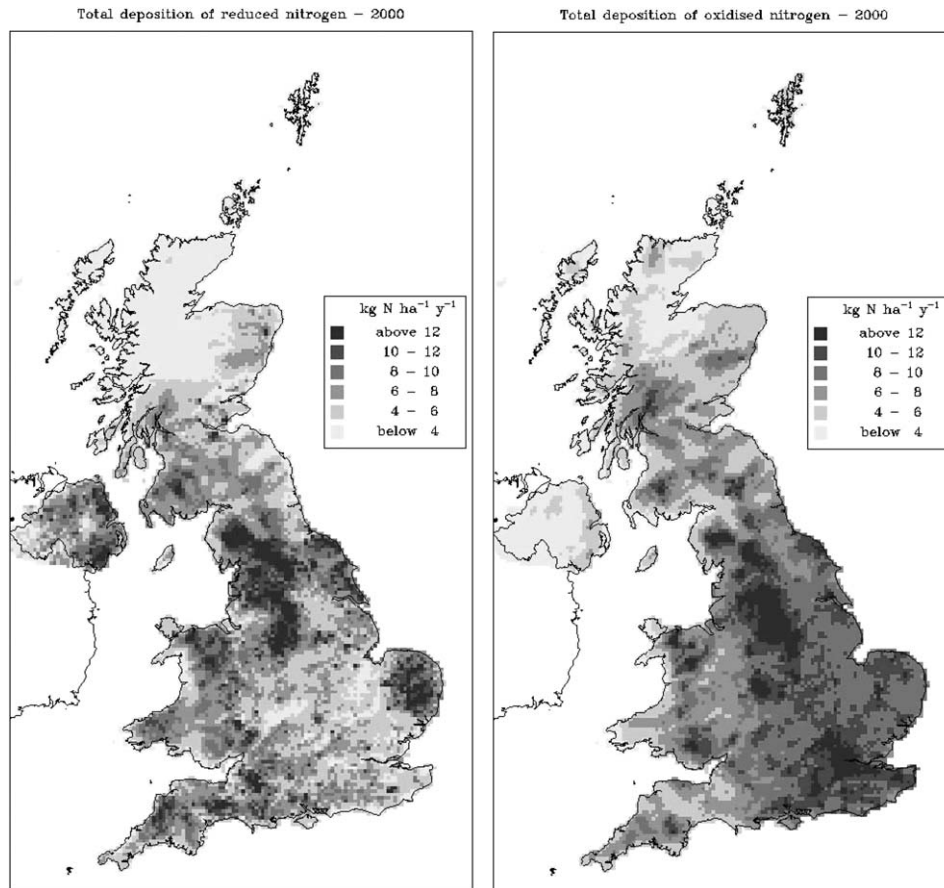 Total deposition of reduced nitrogen – 2000
kg N ha⁻¹ y⁻¹
above 12
10 – 12
8 – 10
6 – 8
4 – 6
below 4
Total deposition of oxidised nitrogen – 2000
kg N ha⁻¹ y⁻¹
above 12
10 – 12
8 – 10
6 – 8
4 – 6
below 4